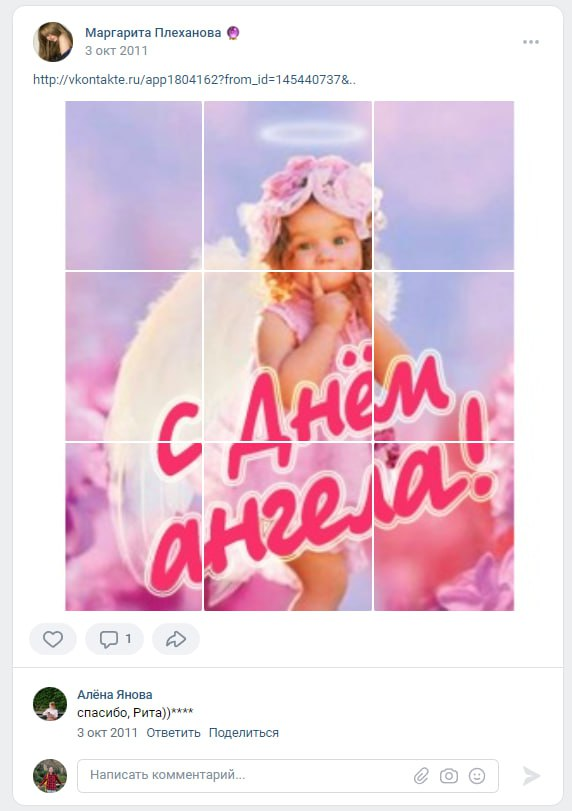 Маргарита Плеханова
3 окт 2011
http://vkontakte.ru/app1804162?from_id=145440737&..
с Днём
ангела!
1
Алёна Янова
спасибо, Рита))****
3 окт 2011 Ответить Поделиться
Написать комментарий...